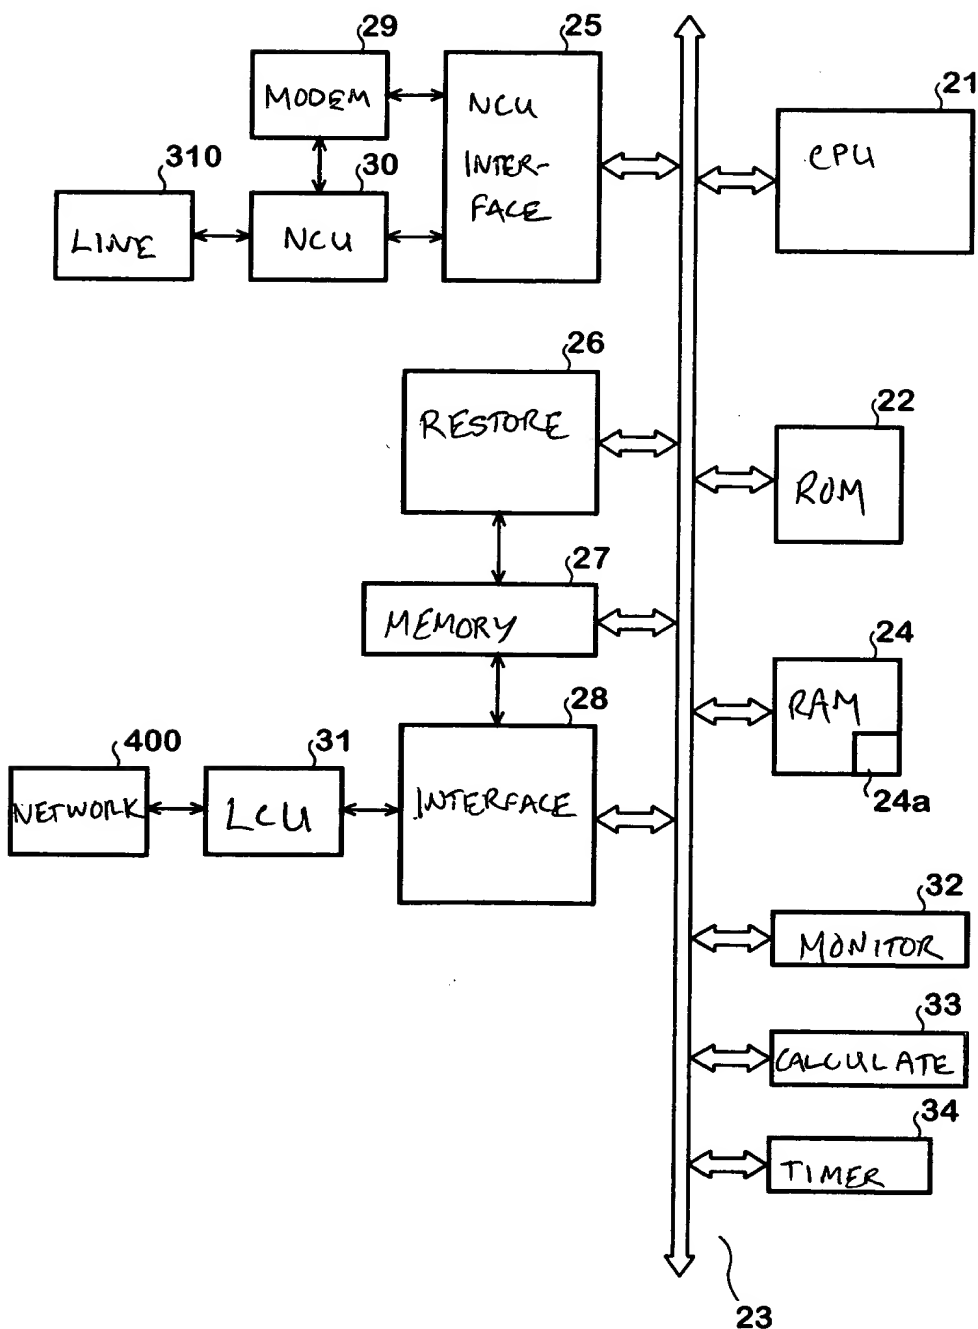 29
MODEM
25
NCU
INTER-
FACE
21
CPU
310
LINE
30
NCU
26
RESTORE
22
ROM
27
MEMORY
24
RAM
24a
400
NETWORK
31
LCU
28
INTERFACE
32
MONITOR
33
CALCULATE
34
TIMER
23